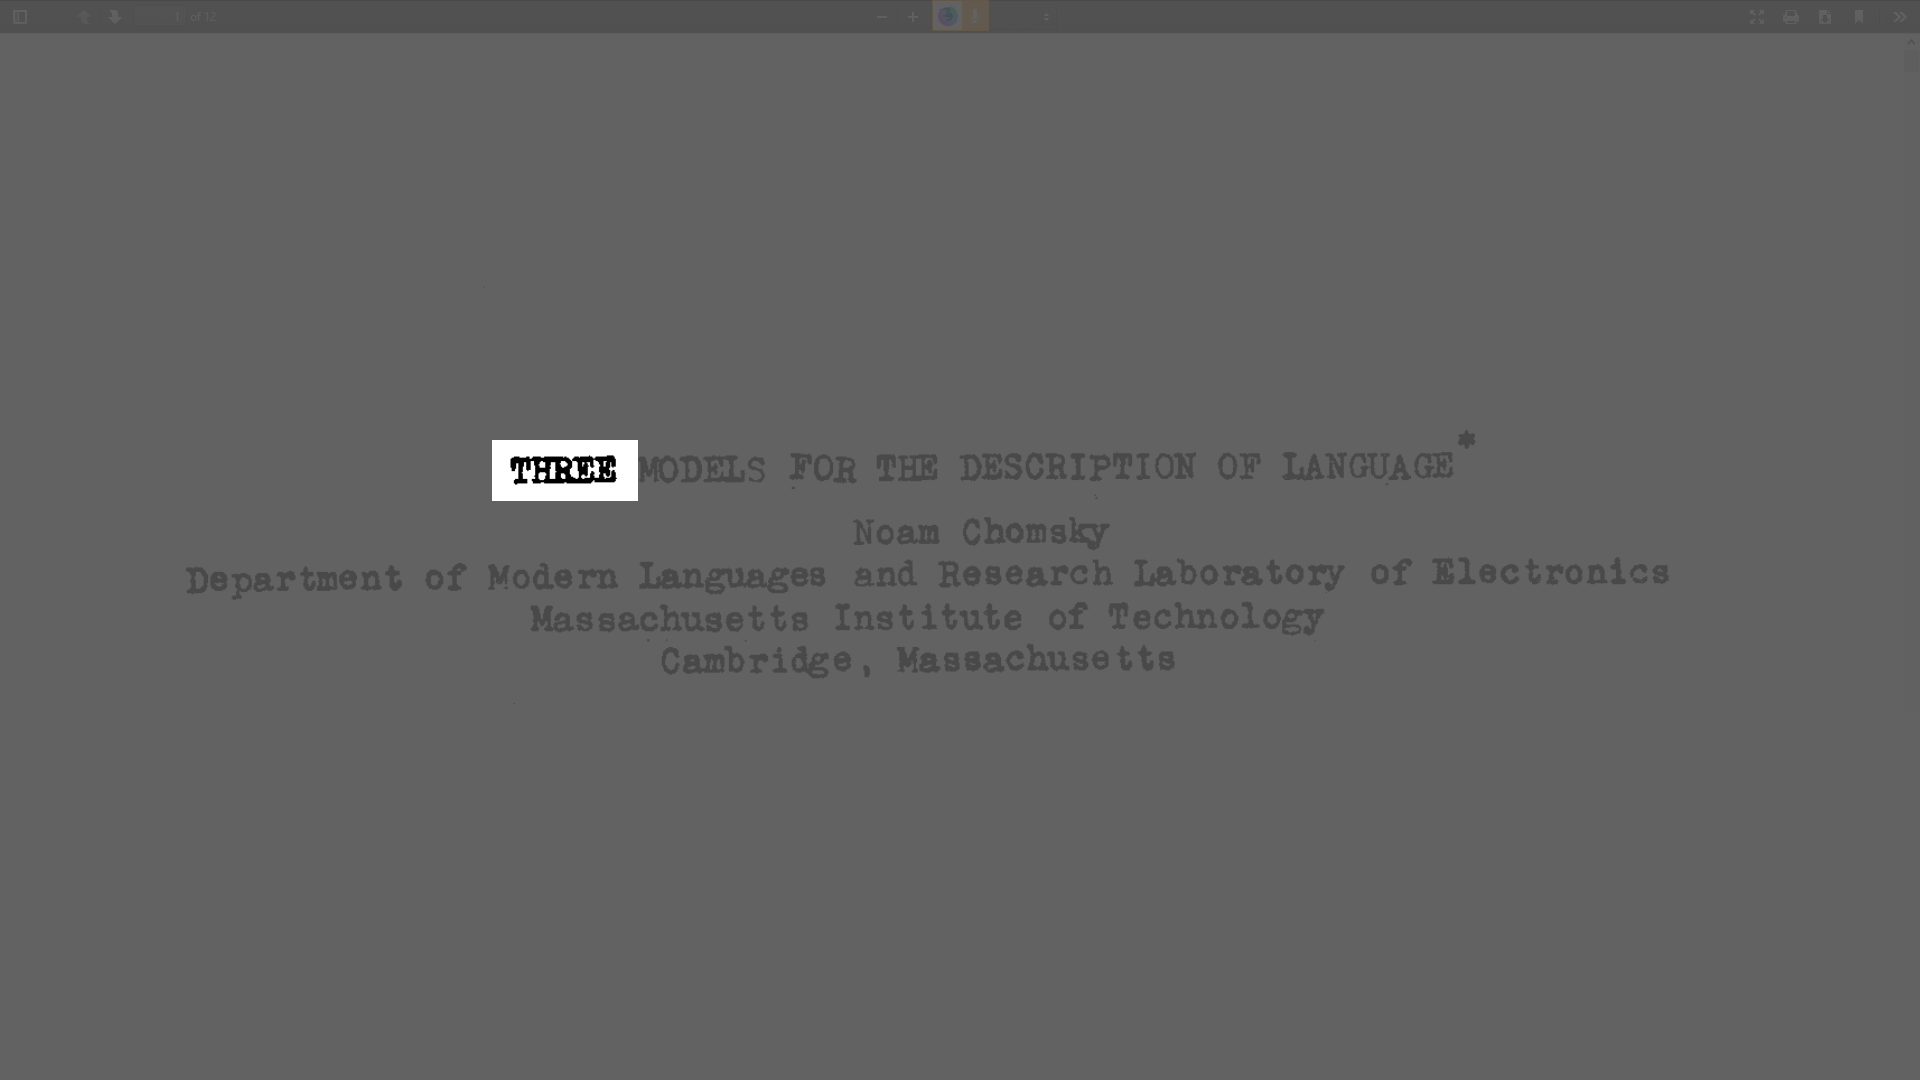 1 of 12
THREE MODELS FOR THE DESCRIPTION OF LANGUAGE*
Noam Chomsky
Department of Modern Languages and Research Laboratory of Electronics
Massachusetts Institute of Technology
Cambridge, Massachusetts